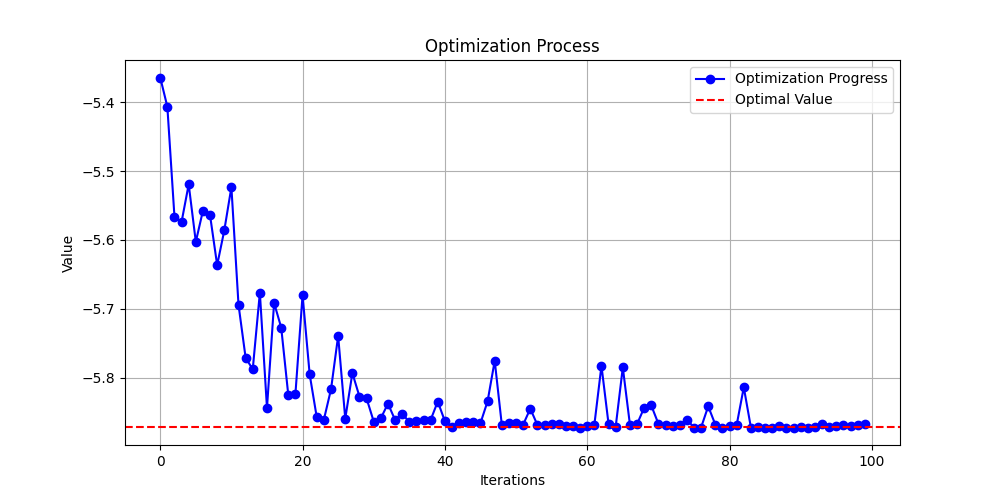 Optimization Process
Optimization Progress
Optimal Value
Value
−5.4
−5.5
−5.6
−5.7
−5.8
0 20 40 60 80 100
Iterations